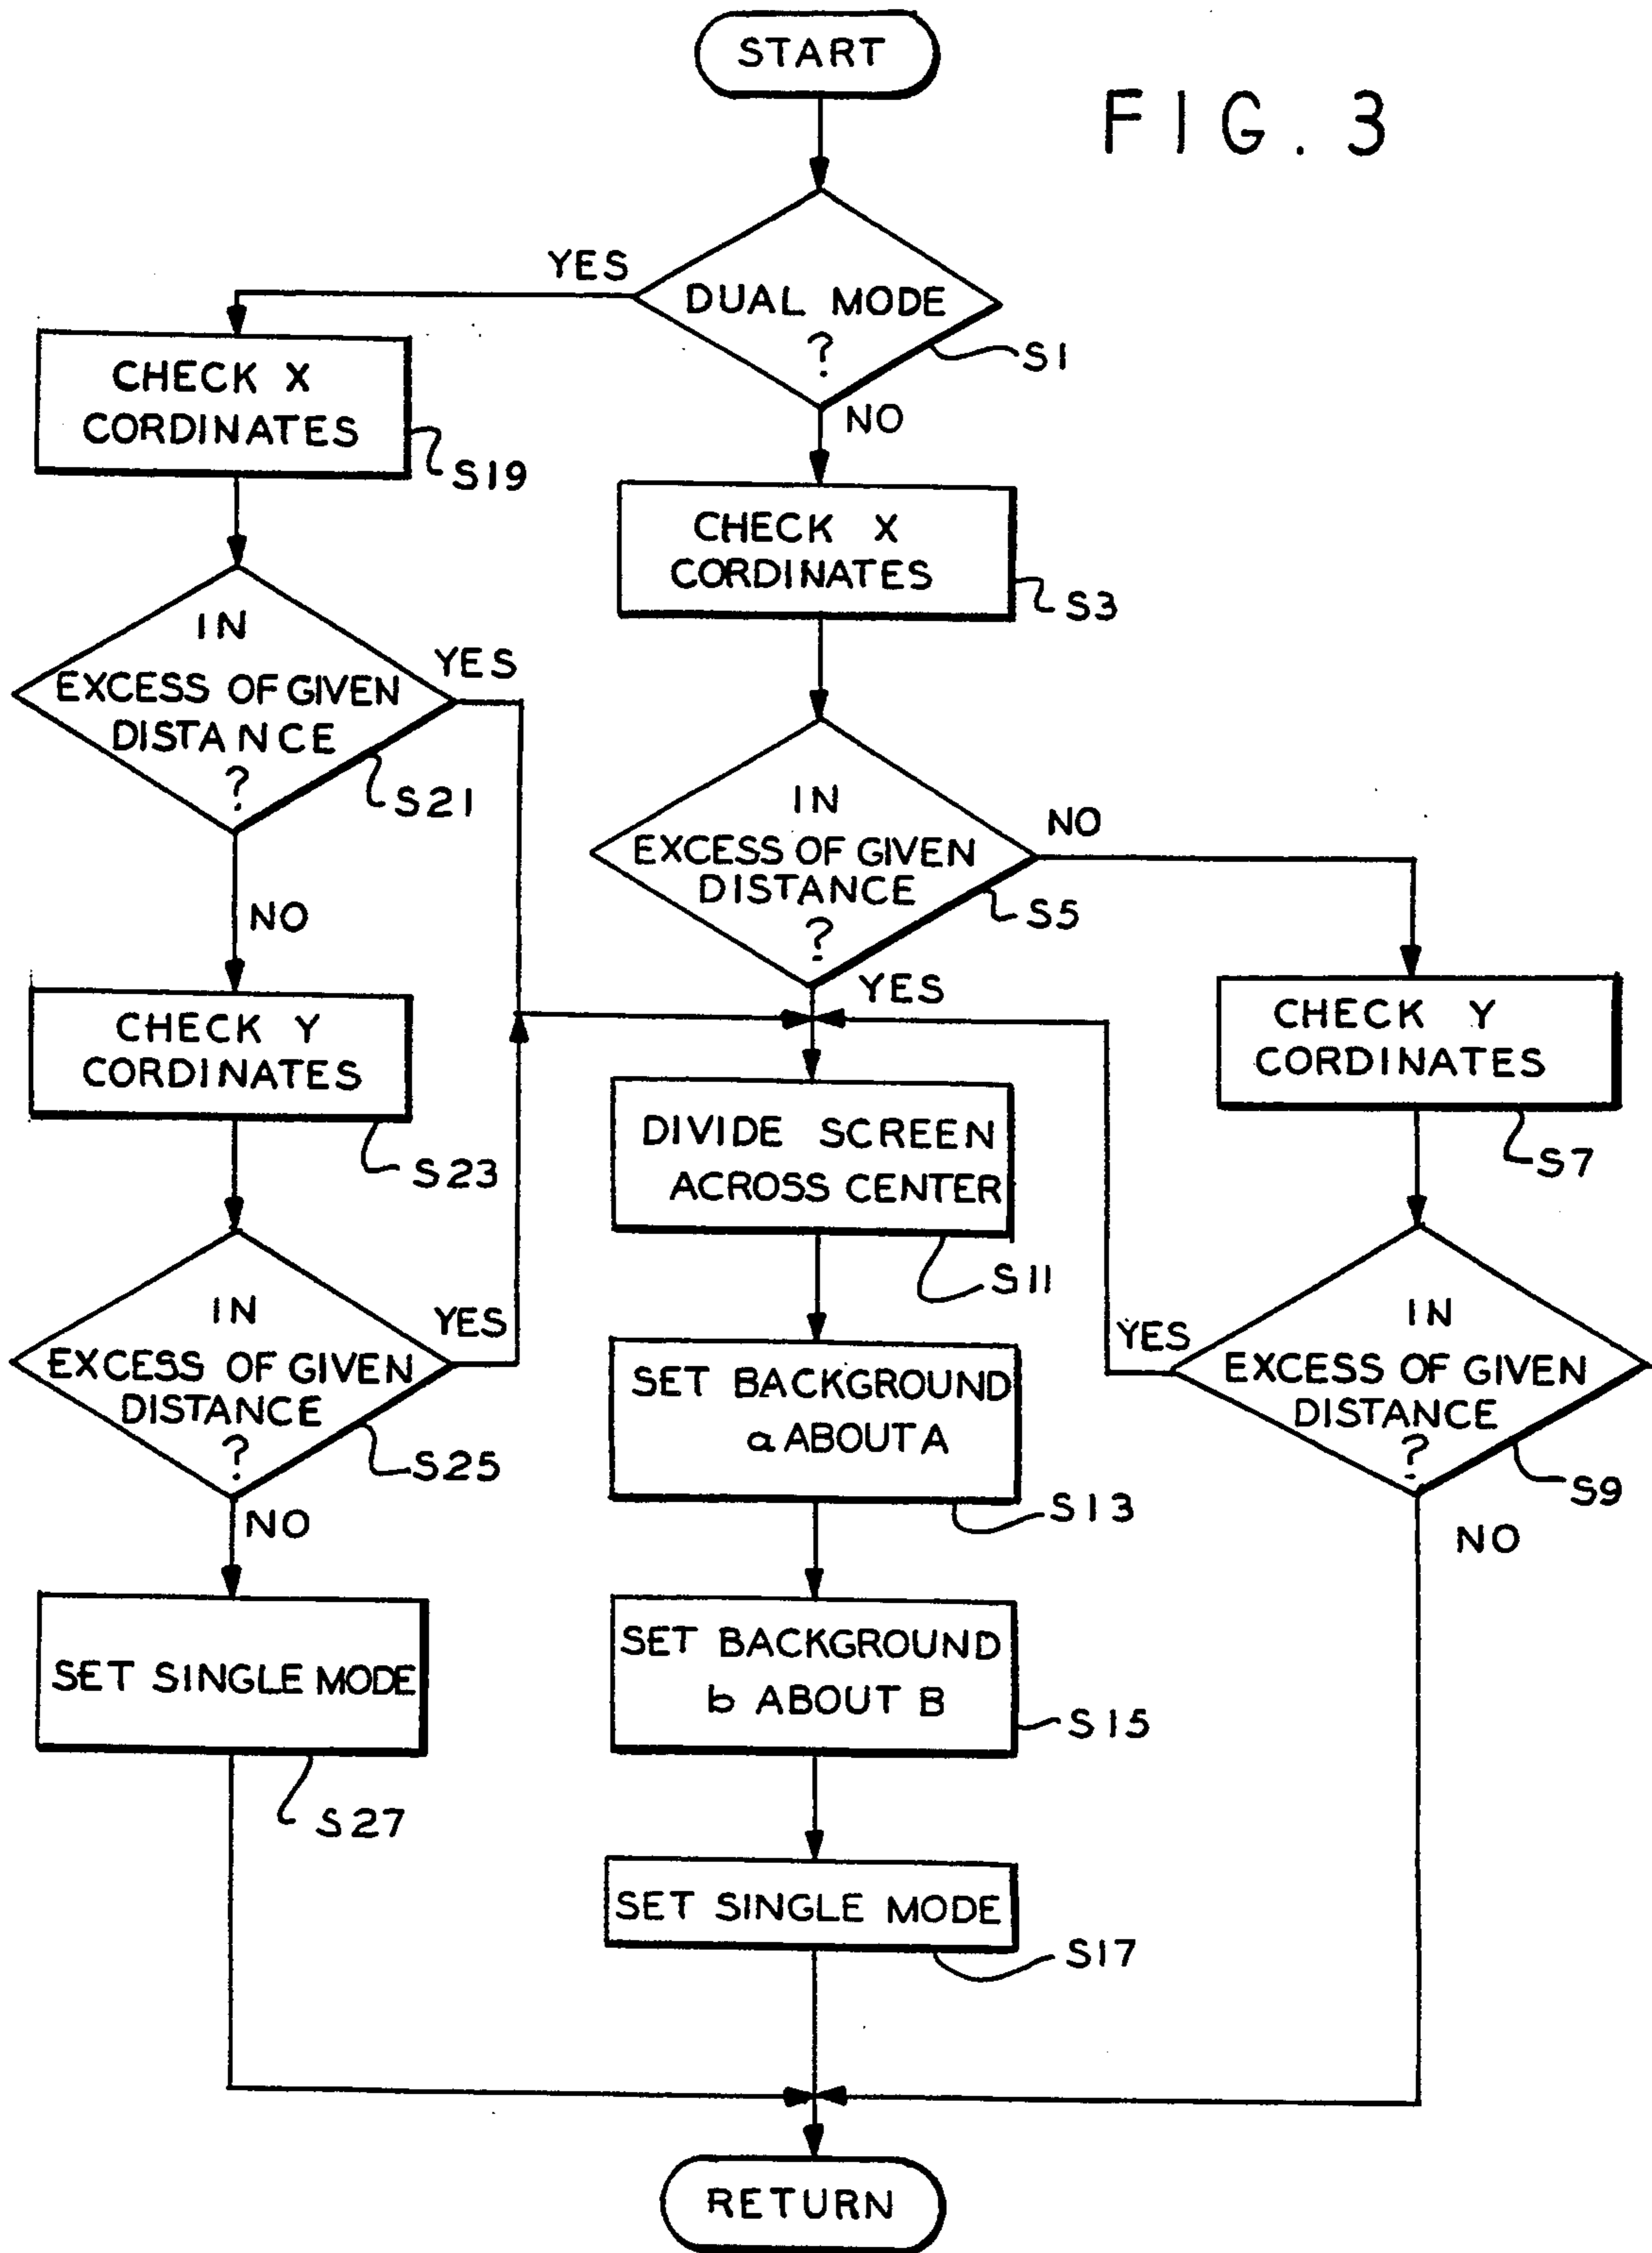 START
FIG. 3
YES
DUAL MODE
?
S1
NO
CHECK X
CORDINATES
S19
CHECK X
CORDINATES
S3
IN
EXCESS OF GIVEN
DISTANCE
?
YES
S21
NO
IN
EXCESS OF GIVEN
DISTANCE
?
NO
S5
YES
CHECK Y
CORDINATES
S23
CHECK Y
CORDINATES
S7
DIVIDE SCREEN
ACROSS CENTER
S11
IN
EXCESS OF GIVEN
DISTANCE
?
YES
S25
NO
SET BACKGROUND
a ABOUT A
S13
IN
EXCESS OF GIVEN
DISTANCE
?
YES
S9
NO
SET SINGLE MODE
S27
SET BACKGROUND
b ABOUT B
S15
SET SINGLE MODE
S17
RETURN